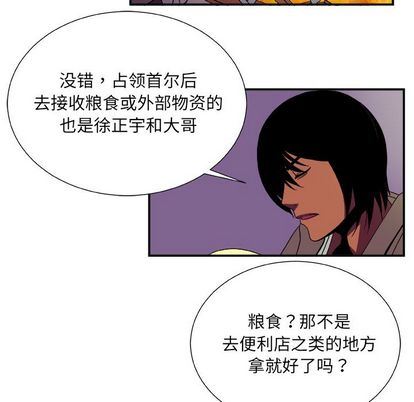 没错，占领首尔后
去接收粮食或外部物资的
也是徐正宇和大哥
粮食？那不是
去便利店之类的地方
拿就好了吗？